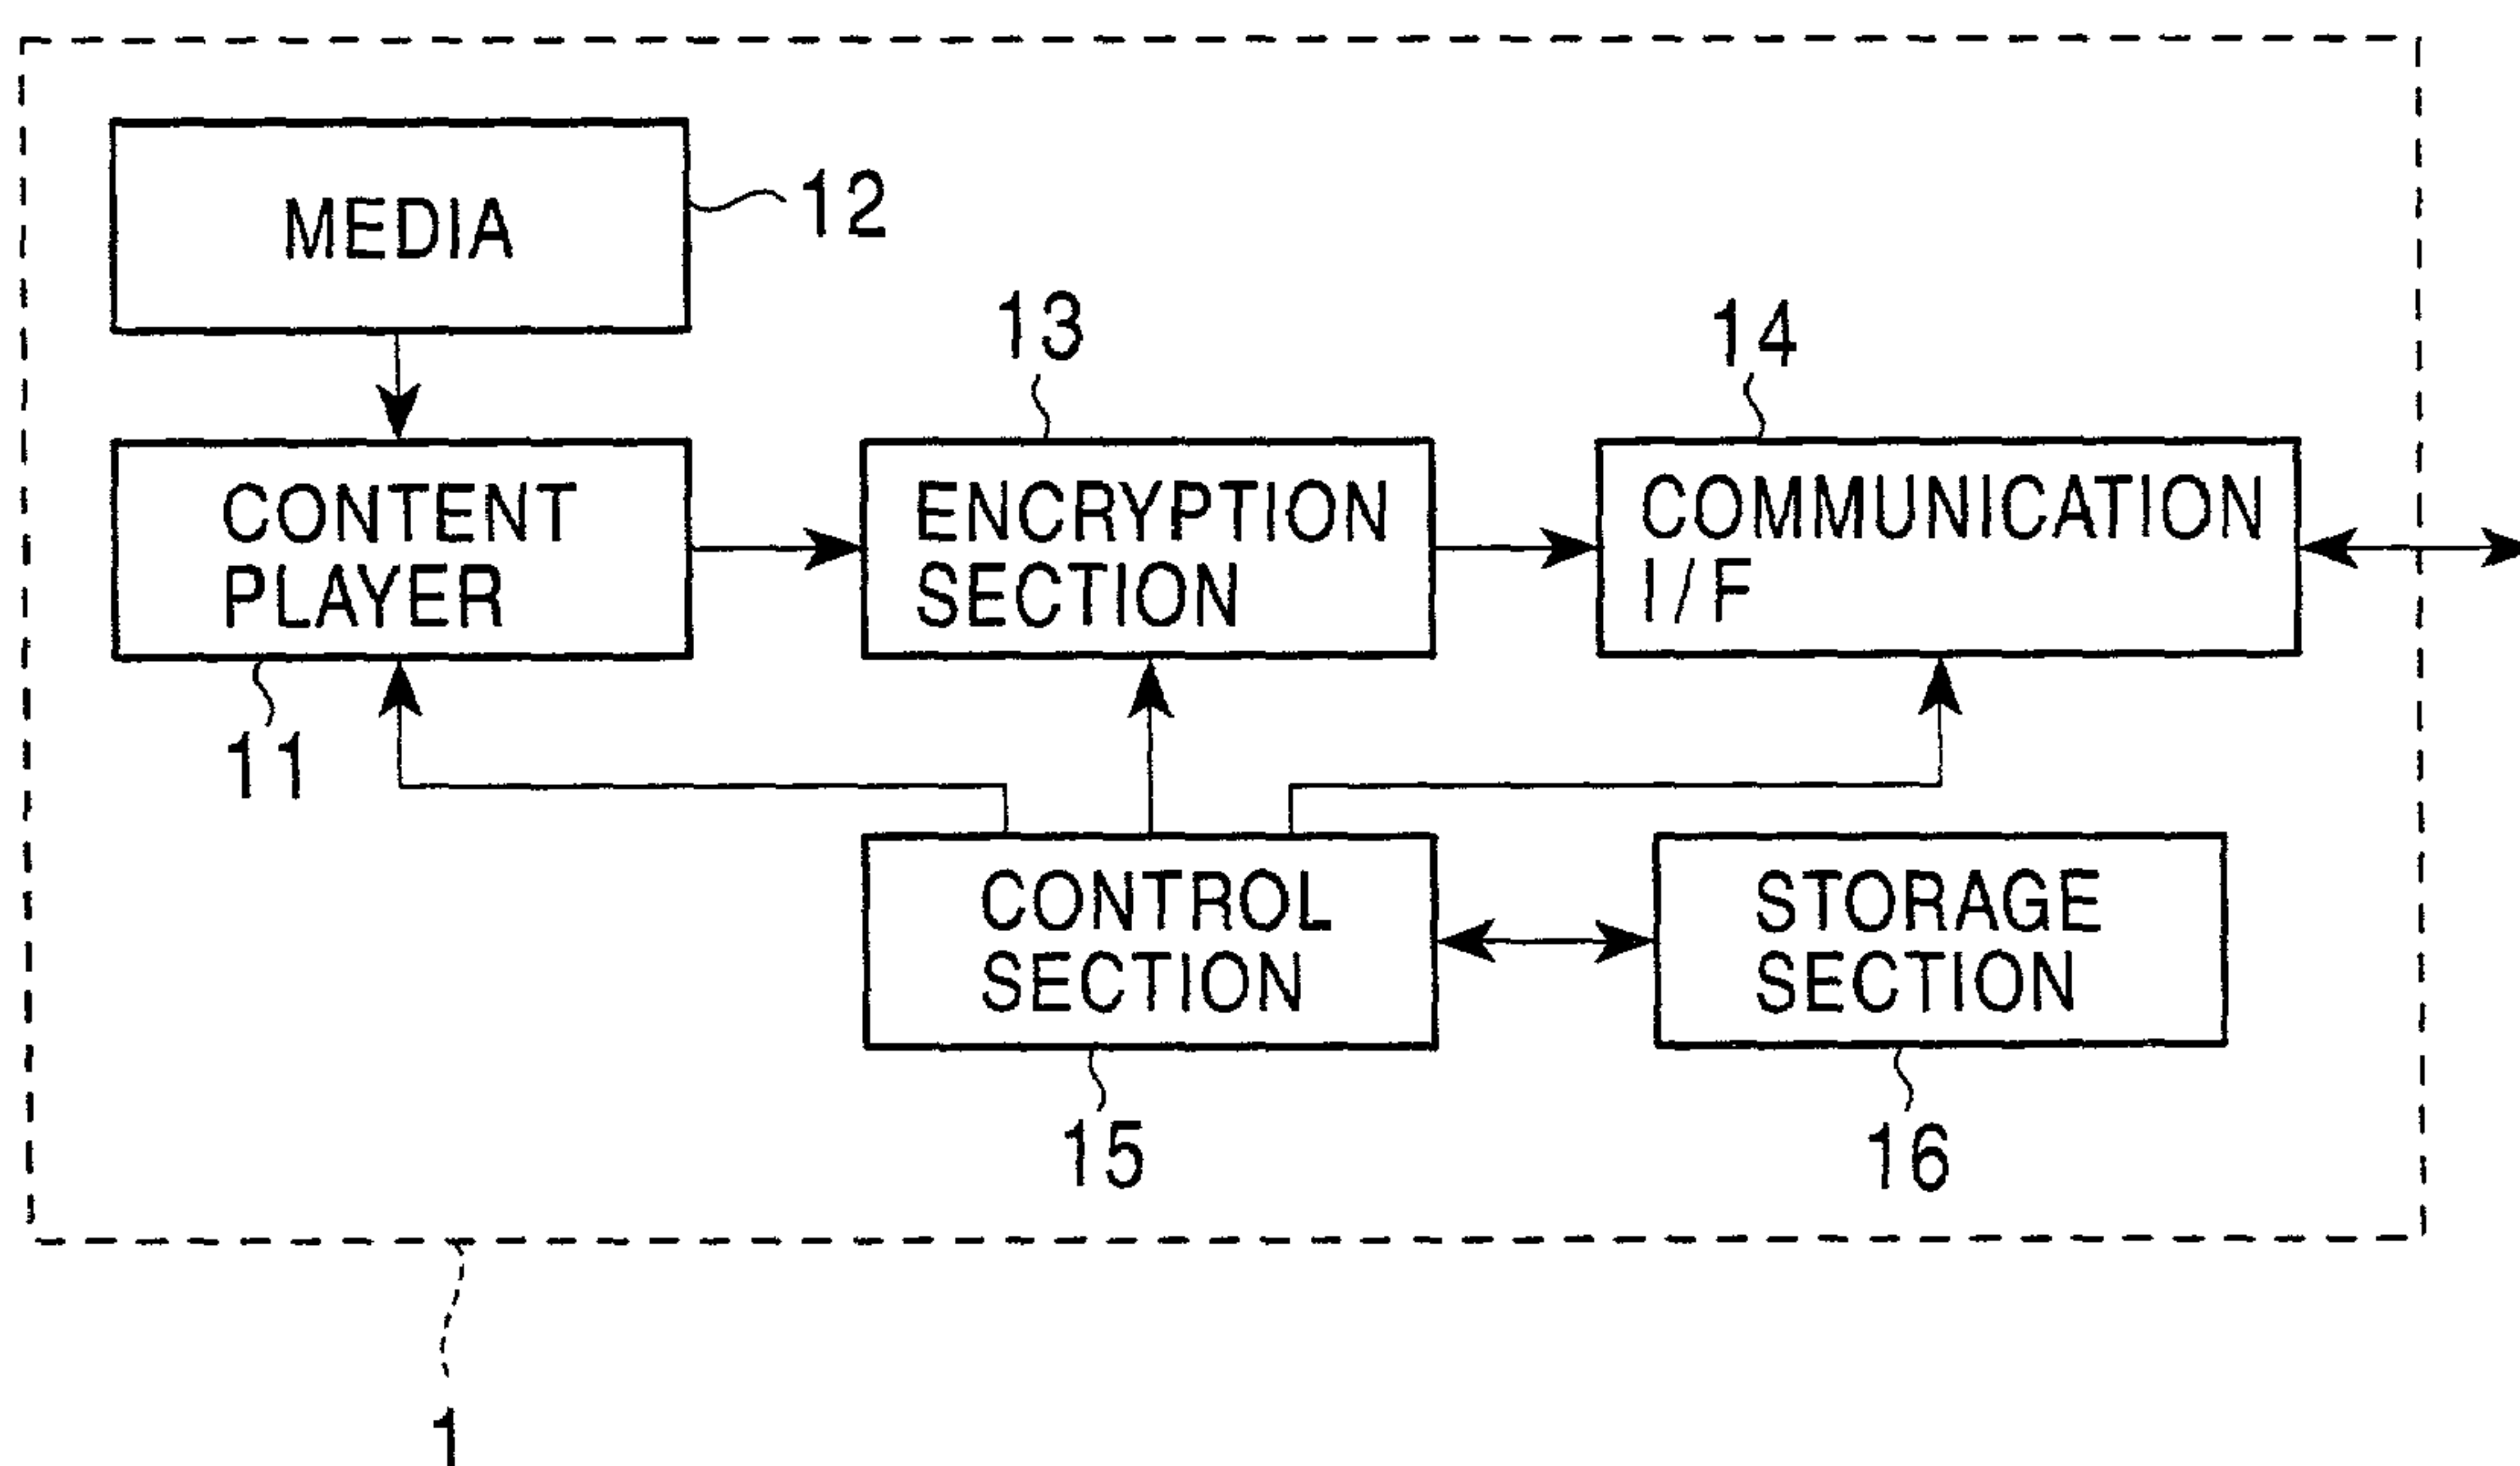 MEDIA
12
13
14
CONTENT
PLAYER
ENCRYPTION
SECTION
COMMUNICATION
I/F
11
CONTROL
SECTION
STORAGE
SECTION
15
16
1